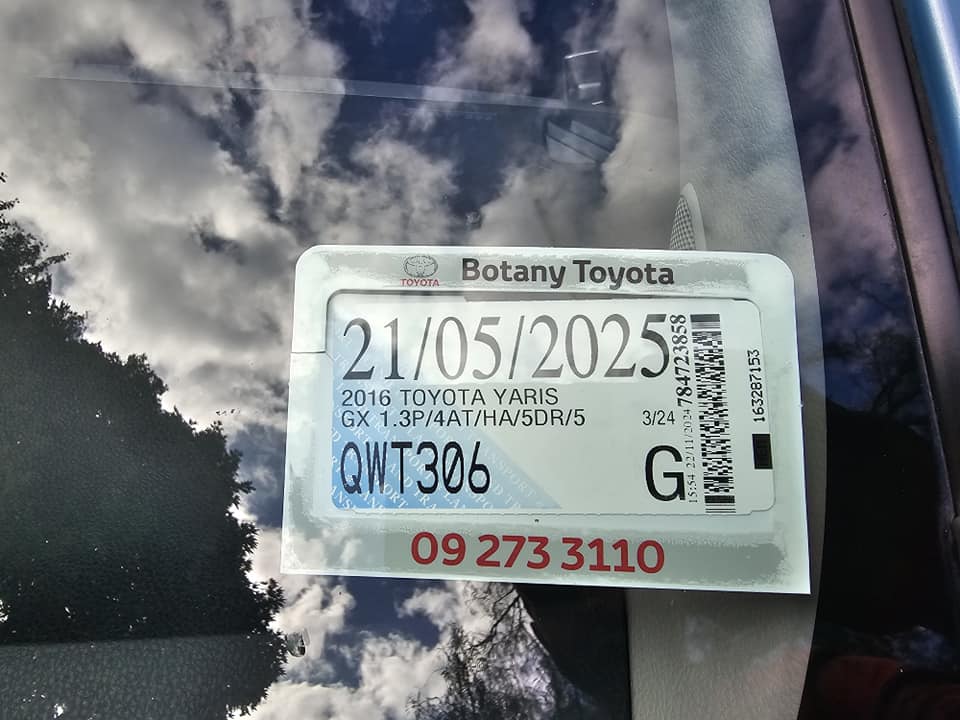 TOYOTA
Botany Toyota
21/05/2025
2016 TOYOTA YARIS
GX 1.3P/4AT/HA/5DR/5
3/24
QWT306
G
15:54 22/11/2024 784723858
163287153
09 273 3110